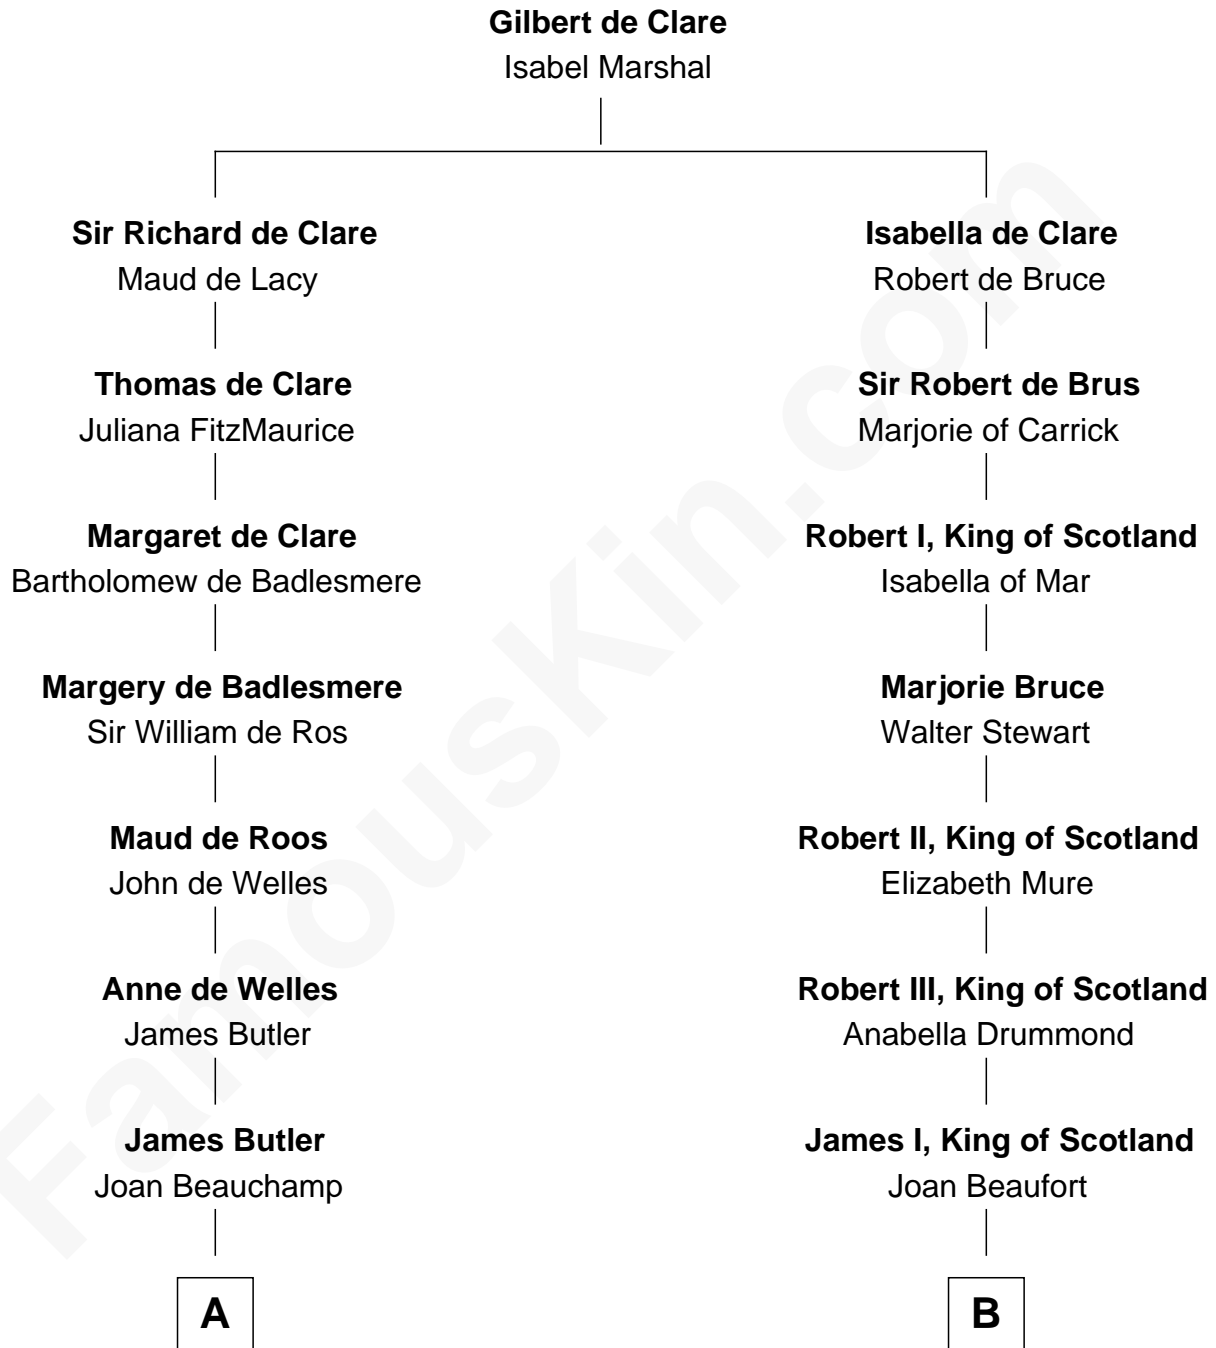 Gilbert de Clare
Isabel Marshal
Sir Richard de Clare
Maud de Lacy
Thomas de Clare
Juliana FitzMaurice
Margaret de Clare
Bartholomew de Badlesmere
Margery de Badlesmere
Sir William de Ros
Maud de Roos
John de Welles
Anne de Welles
James Butler
James Butler
Joan Beauchamp
A
Isabella de Clare
Robert de Bruce
Sir Robert de Brus
Marjorie of Carrick
Robert I, King of Scotland
Isabella of Mar
Marjorie Bruce
Walter Stewart
Robert II, King of Scotland
Elizabeth Mure
Robert III, King of Scotland
Anabella Drummond
James I, King of Scotland
Joan Beaufort
B
FamousKin.com